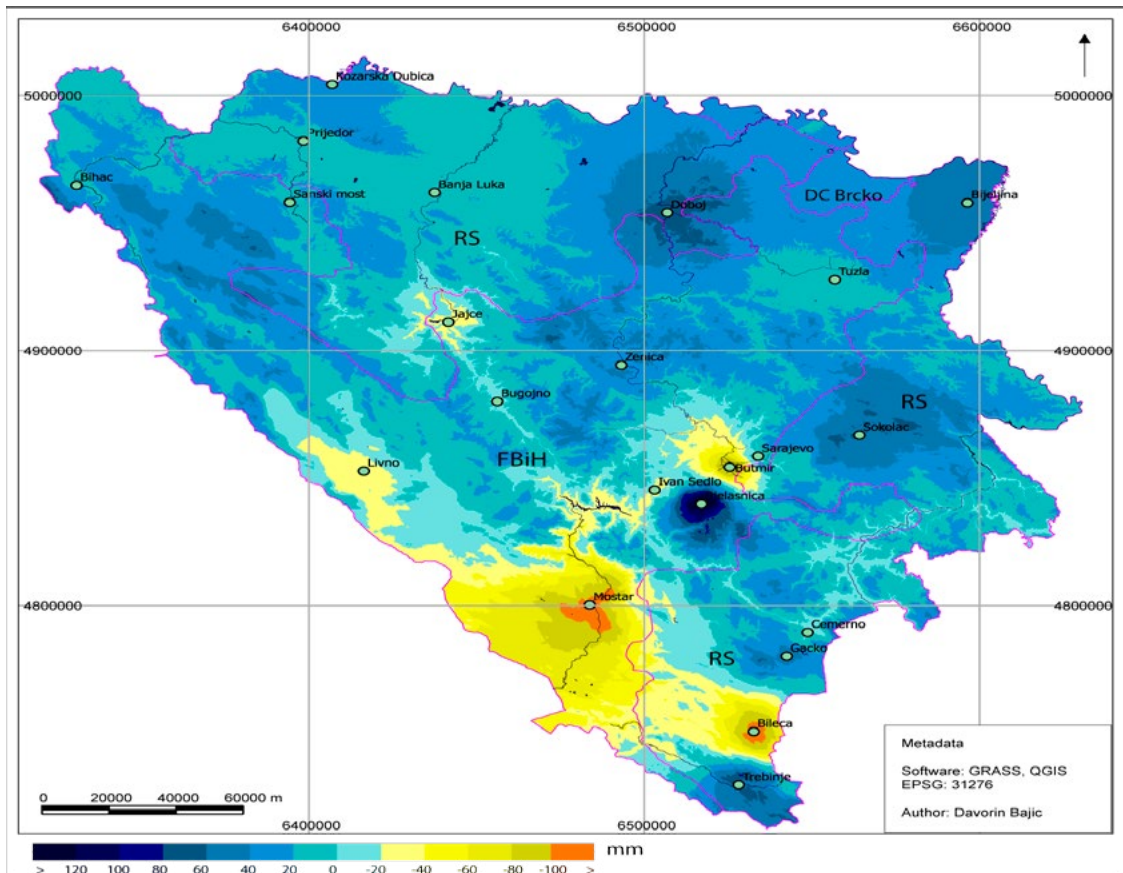 6400000 6500000 6600000
Kozarska Dubica
5000000 5000000
Prijedor
Bihac
Sanski most
Banja Luka
DC Brcko
Bijeljina
Doboj
RS
Tuzla
Jajce
4900000 4900000
Zenica
Bugojno
RS
Sokolac
Livno
FBiH
Sarajevo
Butmir
Ivan Sedlo
Bjelasnica
4800000 4800000
Mostar
Cemerno
RS
Gacko
Bileca
Trebinje
Metadata
Software: GRASS, QGIS
EPSG: 31276
Author: Davorin Bajic
0 20000 40000 60000 m
6400000 6500000
mm
> 120 100 80 60 40 20 0 -20 -40 -60 -80 -100 >